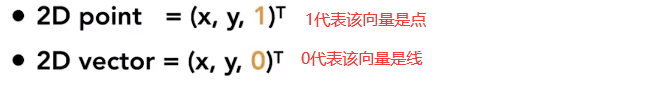 • 2D point = (x, y, 1)ᵀ 1代表该向量是点
• 2D vector = (x, y, 0)ᵀ 0代表该向量是线